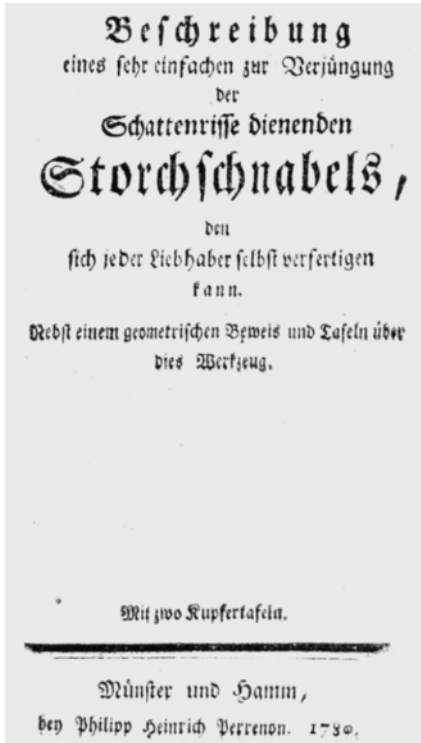 Beſchreibung
eines ſehr einfachen zur Verjüngung
der
Schattenriſſe dienenden
Storchſchnabels,
den
ſich jeder Liebhaber ſelbſt verfertigen
kann.
Nebſt einem geometriſchen Beweis und Tafeln über
dies Werkzeug.
Mit zwo Kupfertafeln.
Münſter und Hamm,
bey Philipp Heinrich Perrenon. 1780.